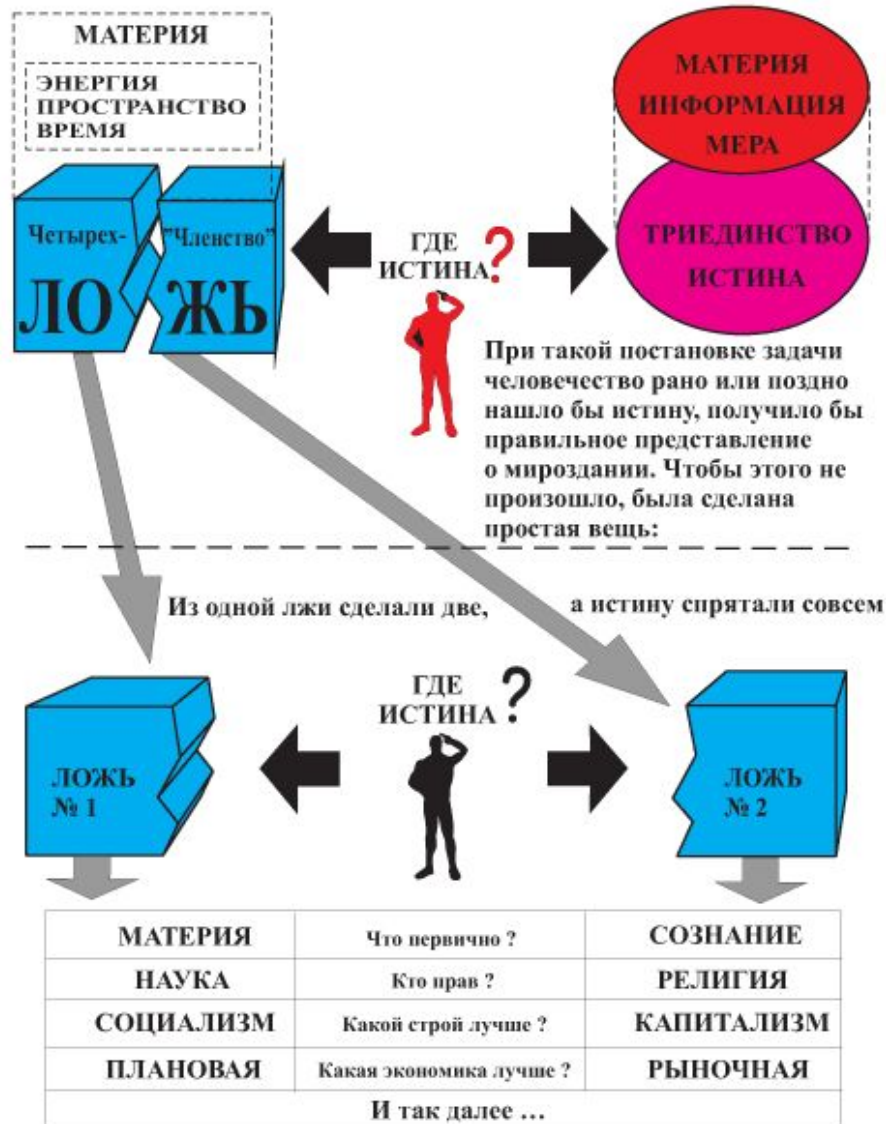 МАТЕРИЯ
ЭНЕРГИЯ
ПРОСТРАНСТВО
ВРЕМЯ
Четырех-
ЛО
"Членство"
ЖЬ
ГДЕ
ИСТИНА?
МАТЕРИЯ
ИНФОРМАЦИЯ
МЕРА
ТРИЕДИНСТВО
ИСТИНА
При такой постановке задачи
человечество рано или поздно
нашло бы истину, получило бы
правильное представление
о мироздании. Чтобы этого не
произошло, была сделана
простая вещь:
Из одной лжи сделали две,
а истину спрятали совсем
ЛОЖЬ
№ 1
ГДЕ
ИСТИНА?
ЛОЖЬ
№ 2
МАТЕРИЯ Что первично ? СОЗНАНИЕ
НАУКА Кто прав ? РЕЛИГИЯ
СОЦИАЛИЗМ Какой строй лучше ? КАПИТАЛИЗМ
ПЛАНОВАЯ Какая экономика лучше ? РЫНОЧНАЯ
И так далее ...